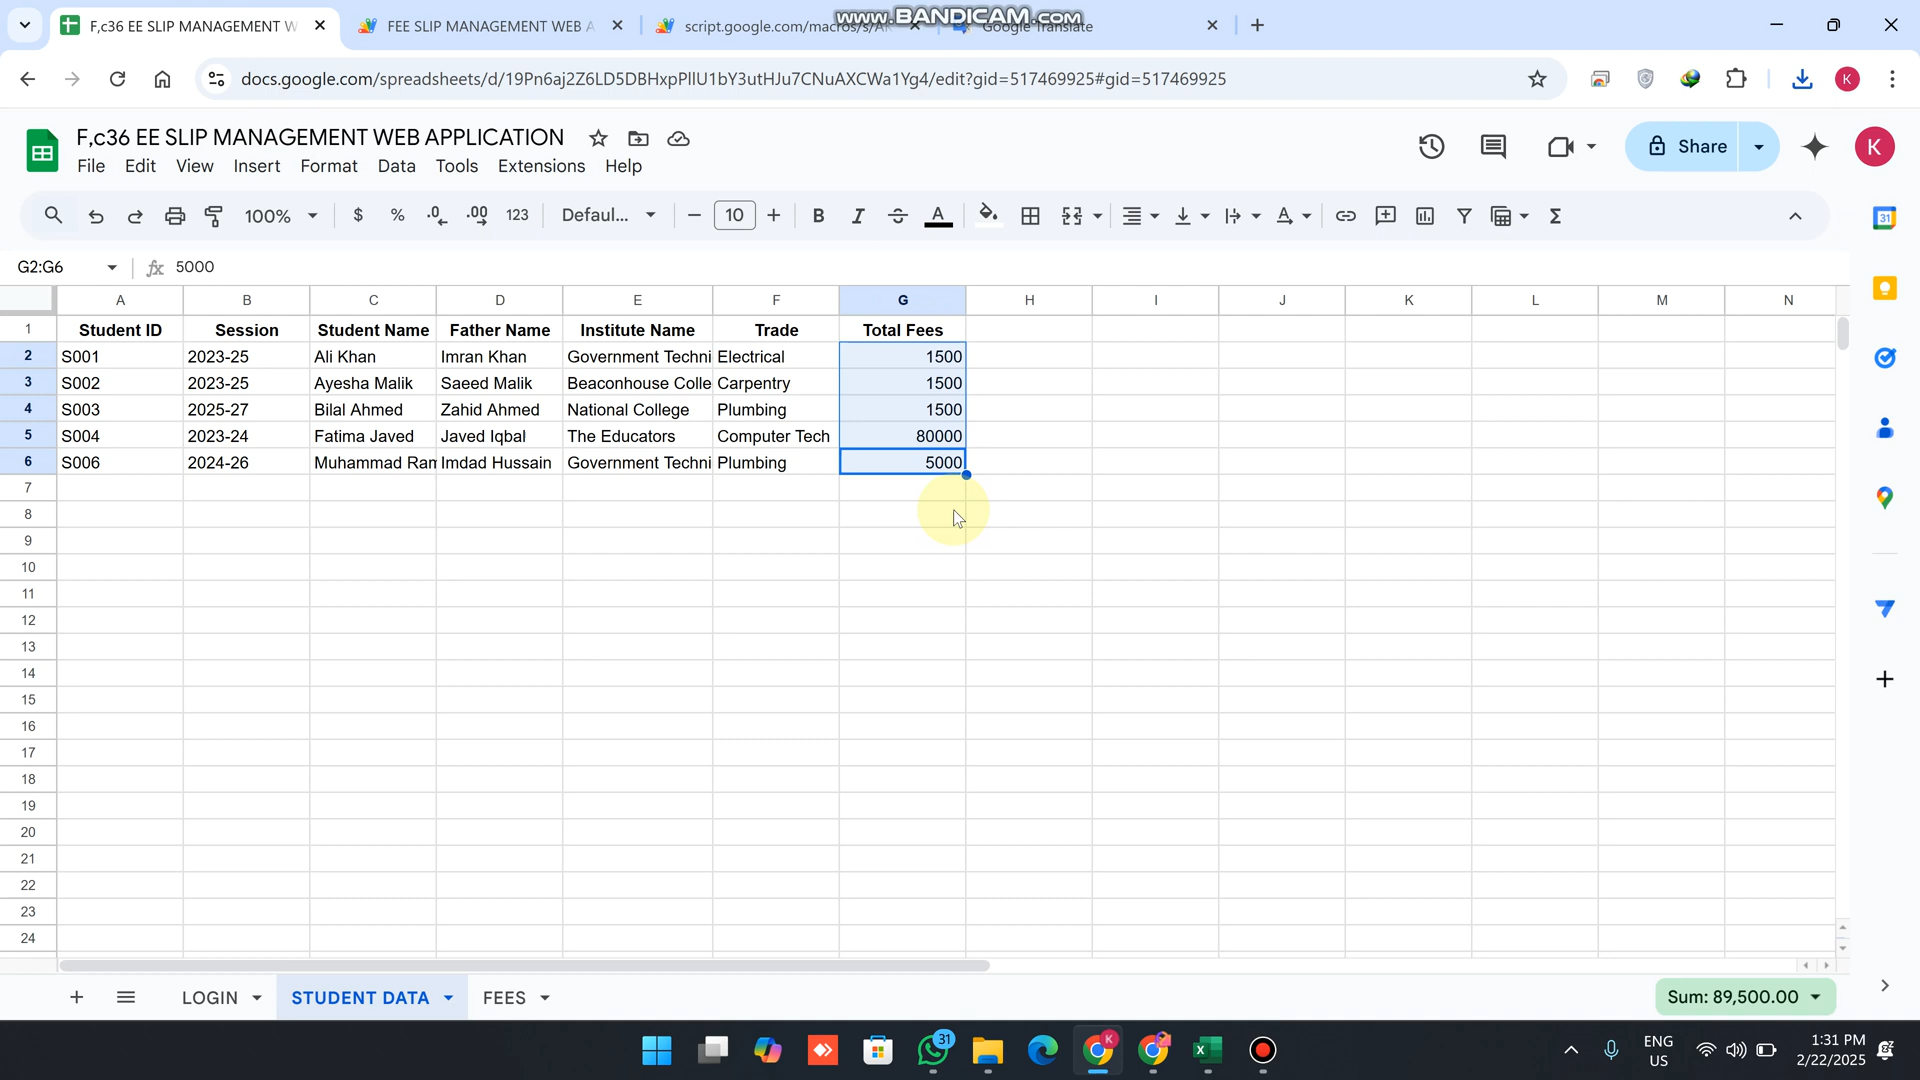 www.BANDICAM.com
F,c36 EE SLIP MANAGEMENT W
FEE SLIP MANAGEMENT WEB A
script.google.com/macros/s/A
Google Translate
docs.google.com/spreadsheets/d/19Pn6aj2Z6LD5DBHxpPllU1bY3utHJu7CNuAXCWa1Yg4/edit?gid=517469925#gid=517469925
K
F,c36 EE SLIP MANAGEMENT WEB APPLICATION
File Edit View Insert Format Data Tools Extensions Help
Share
K
100% $ % .0 .00 123 Defaul... 10 B I S A
31
G2:G6 fx 5000
A B C D E F G H I J K L M N
1 Student ID Session Student Name Father Name Institute Name Trade Total Fees
2 S001 2023-25 Ali Khan Imran Khan Government Techni Electrical 1500
3 S002 2023-25 Ayesha Malik Saeed Malik Beaconhouse Colle Carpentry 1500
4 S003 2025-27 Bilal Ahmed Zahid Ahmed National College Plumbing 1500
5 S004 2023-24 Fatima Javed Javed Iqbal The Educators Computer Tech 80000
6 S006 2024-26 Muhammad Ram Imdad Hussain Government Techni Plumbing 5000
7
8
9
10
11
12
13
14
15
16
17
18
19
20
21
22
23
24
LOGIN STUDENT DATA FEES Sum: 89,500.00
31
K
ENG
US
1:31 PM
2/22/2025